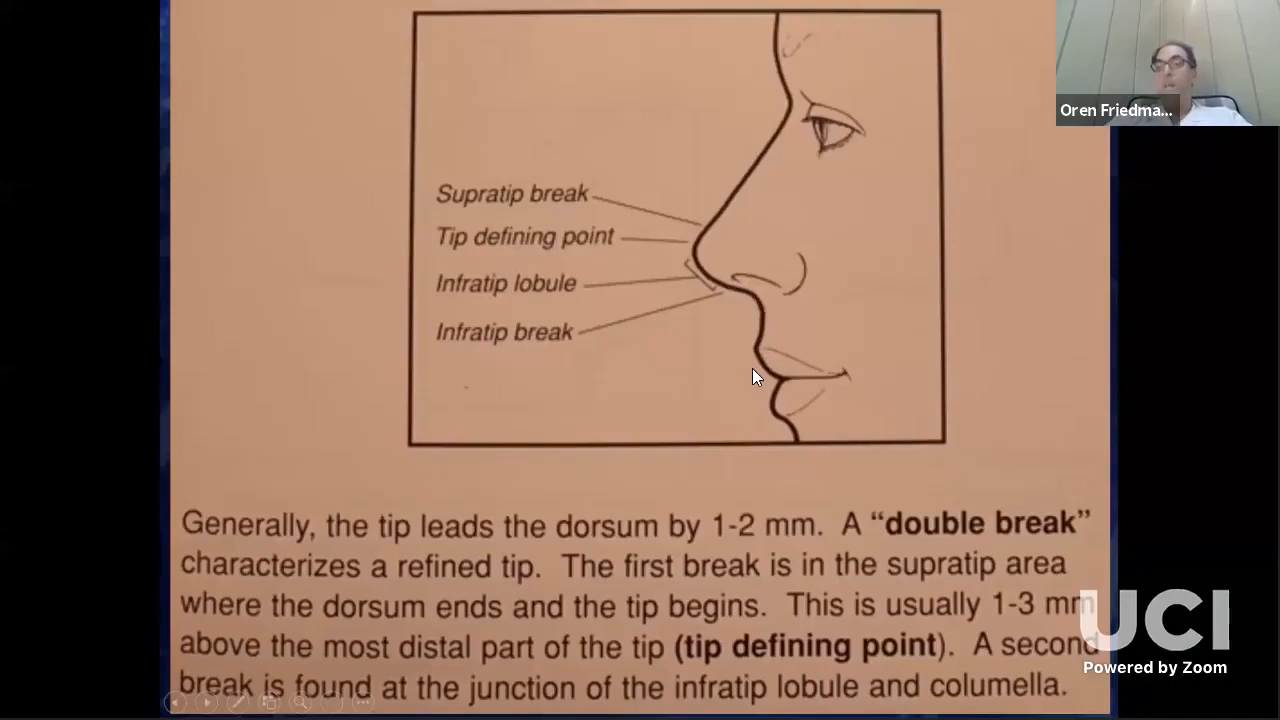 Oren Friedma...
Supratip break
Tip defining point
Infratip lobule
Infratip break
Generally, the tip leads the dorsum by 1-2 mm. A “double break”
characterizes a refined tip. The first break is in the supratip area
where the dorsum ends and the tip begins. This is usually 1-3 mm
above the most distal part of the tip (tip defining point). A second
break is found at the junction of the infratip lobule and columella.
UCI
Powered by Zoom